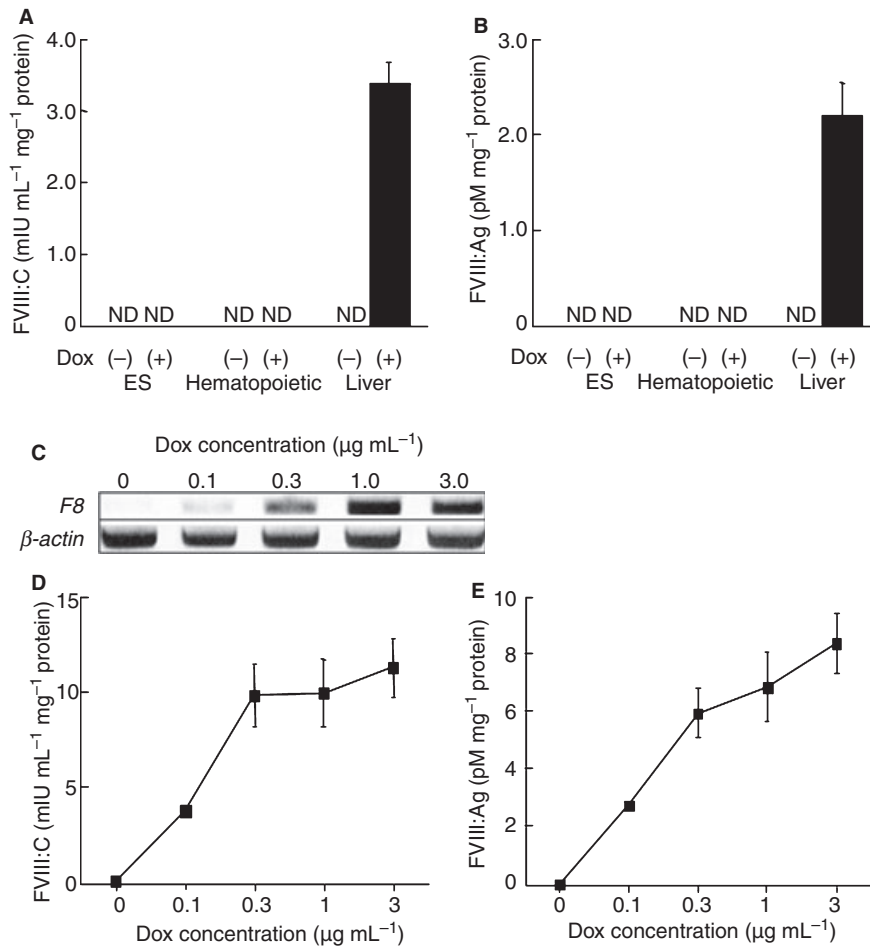 A
FVIII:C (mIU mL⁻¹ mg⁻¹ protein)
4.0
3.0
2.0
1.0
0
ND ND ND ND ND
Dox (–) (+) (–) (+) (–) (+)
ES Hematopoietic Liver
B
FVIII:Ag (pM mg⁻¹ protein)
3.0
2.0
1.0
0
ND ND ND ND ND
Dox (–) (+) (–) (+) (–) (+)
ES Hematopoietic Liver
C
Dox concentration (µg mL⁻¹)
0 0.1 0.3 1.0 3.0
F8
β-actin
D
FVIII:C (mIU mL⁻¹ mg⁻¹ protein)
15
10
5
0
0 0.1 0.3 1 3
Dox concentration (µg mL⁻¹)
E
FVIII:Ag (pM mg⁻¹ protein)
10
8
6
4
2
0
0 0.1 0.3 1 3
Dox concentration (µg mL⁻¹)